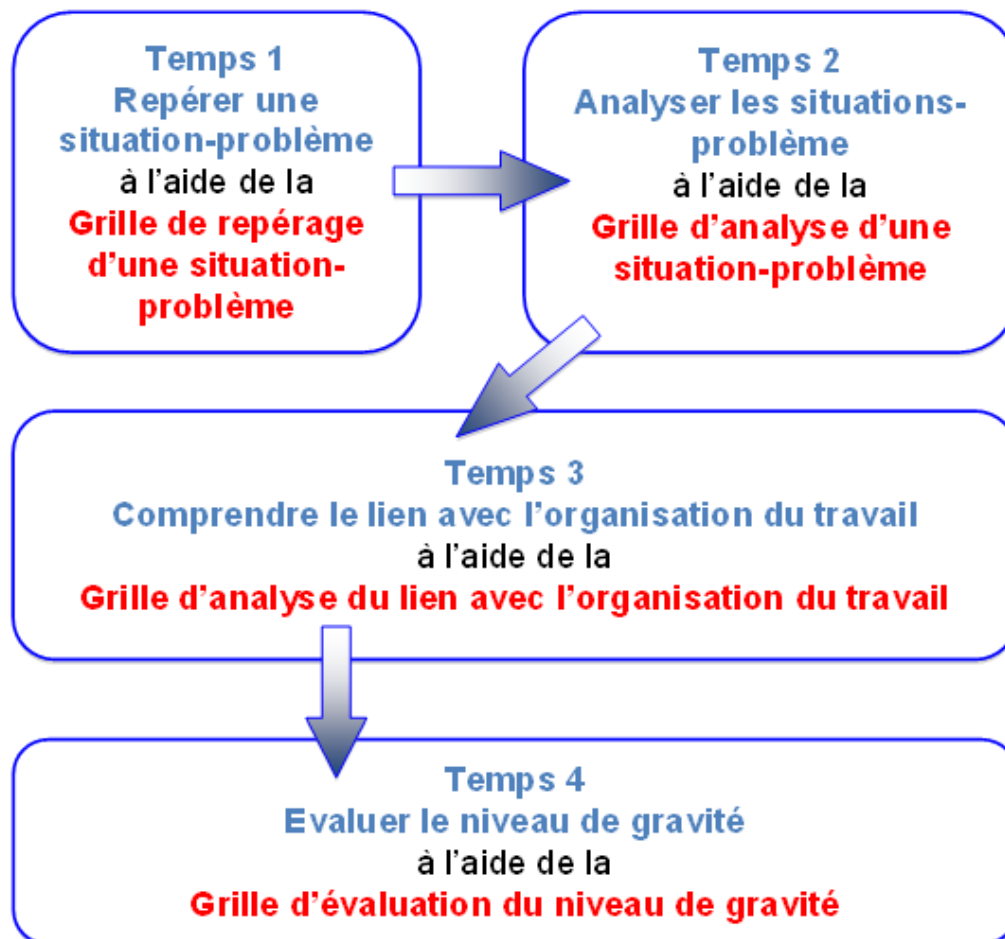 Temps 1
Repérer une
situation-problème
à l'aide de la
Grille de repérage
d'une situation-
problème
Temps 2
Analyser les situations-
problème
à l'aide de la
Grille d'analyse d'une
situation-problème
Temps 3
Comprendre le lien avec l'organisation du travail
à l'aide de la
Grille d'analyse du lien avec l'organisation du travail
Temps 4
Evaluer le niveau de gravité
à l'aide de la
Grille d'évaluation du niveau de gravité